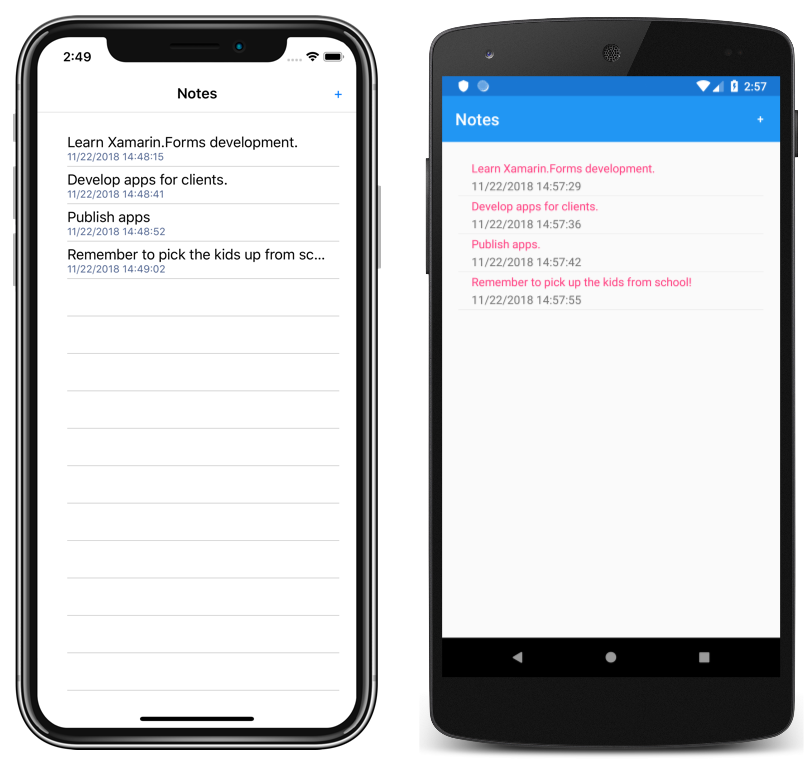 2:49
Notes
+
Learn Xamarin.Forms development.
11/22/2018 14:48:15
Develop apps for clients.
11/22/2018 14:48:41
Publish apps
11/22/2018 14:48:52
Remember to pick the kids up from sc...
11/22/2018 14:49:02
2:57
Notes
+
Learn Xamarin.Forms development.
11/22/2018 14:57:29
Develop apps for clients.
11/22/2018 14:57:36
Publish apps.
11/22/2018 14:57:42
Remember to pick up the kids from school!
11/22/2018 14:57:55